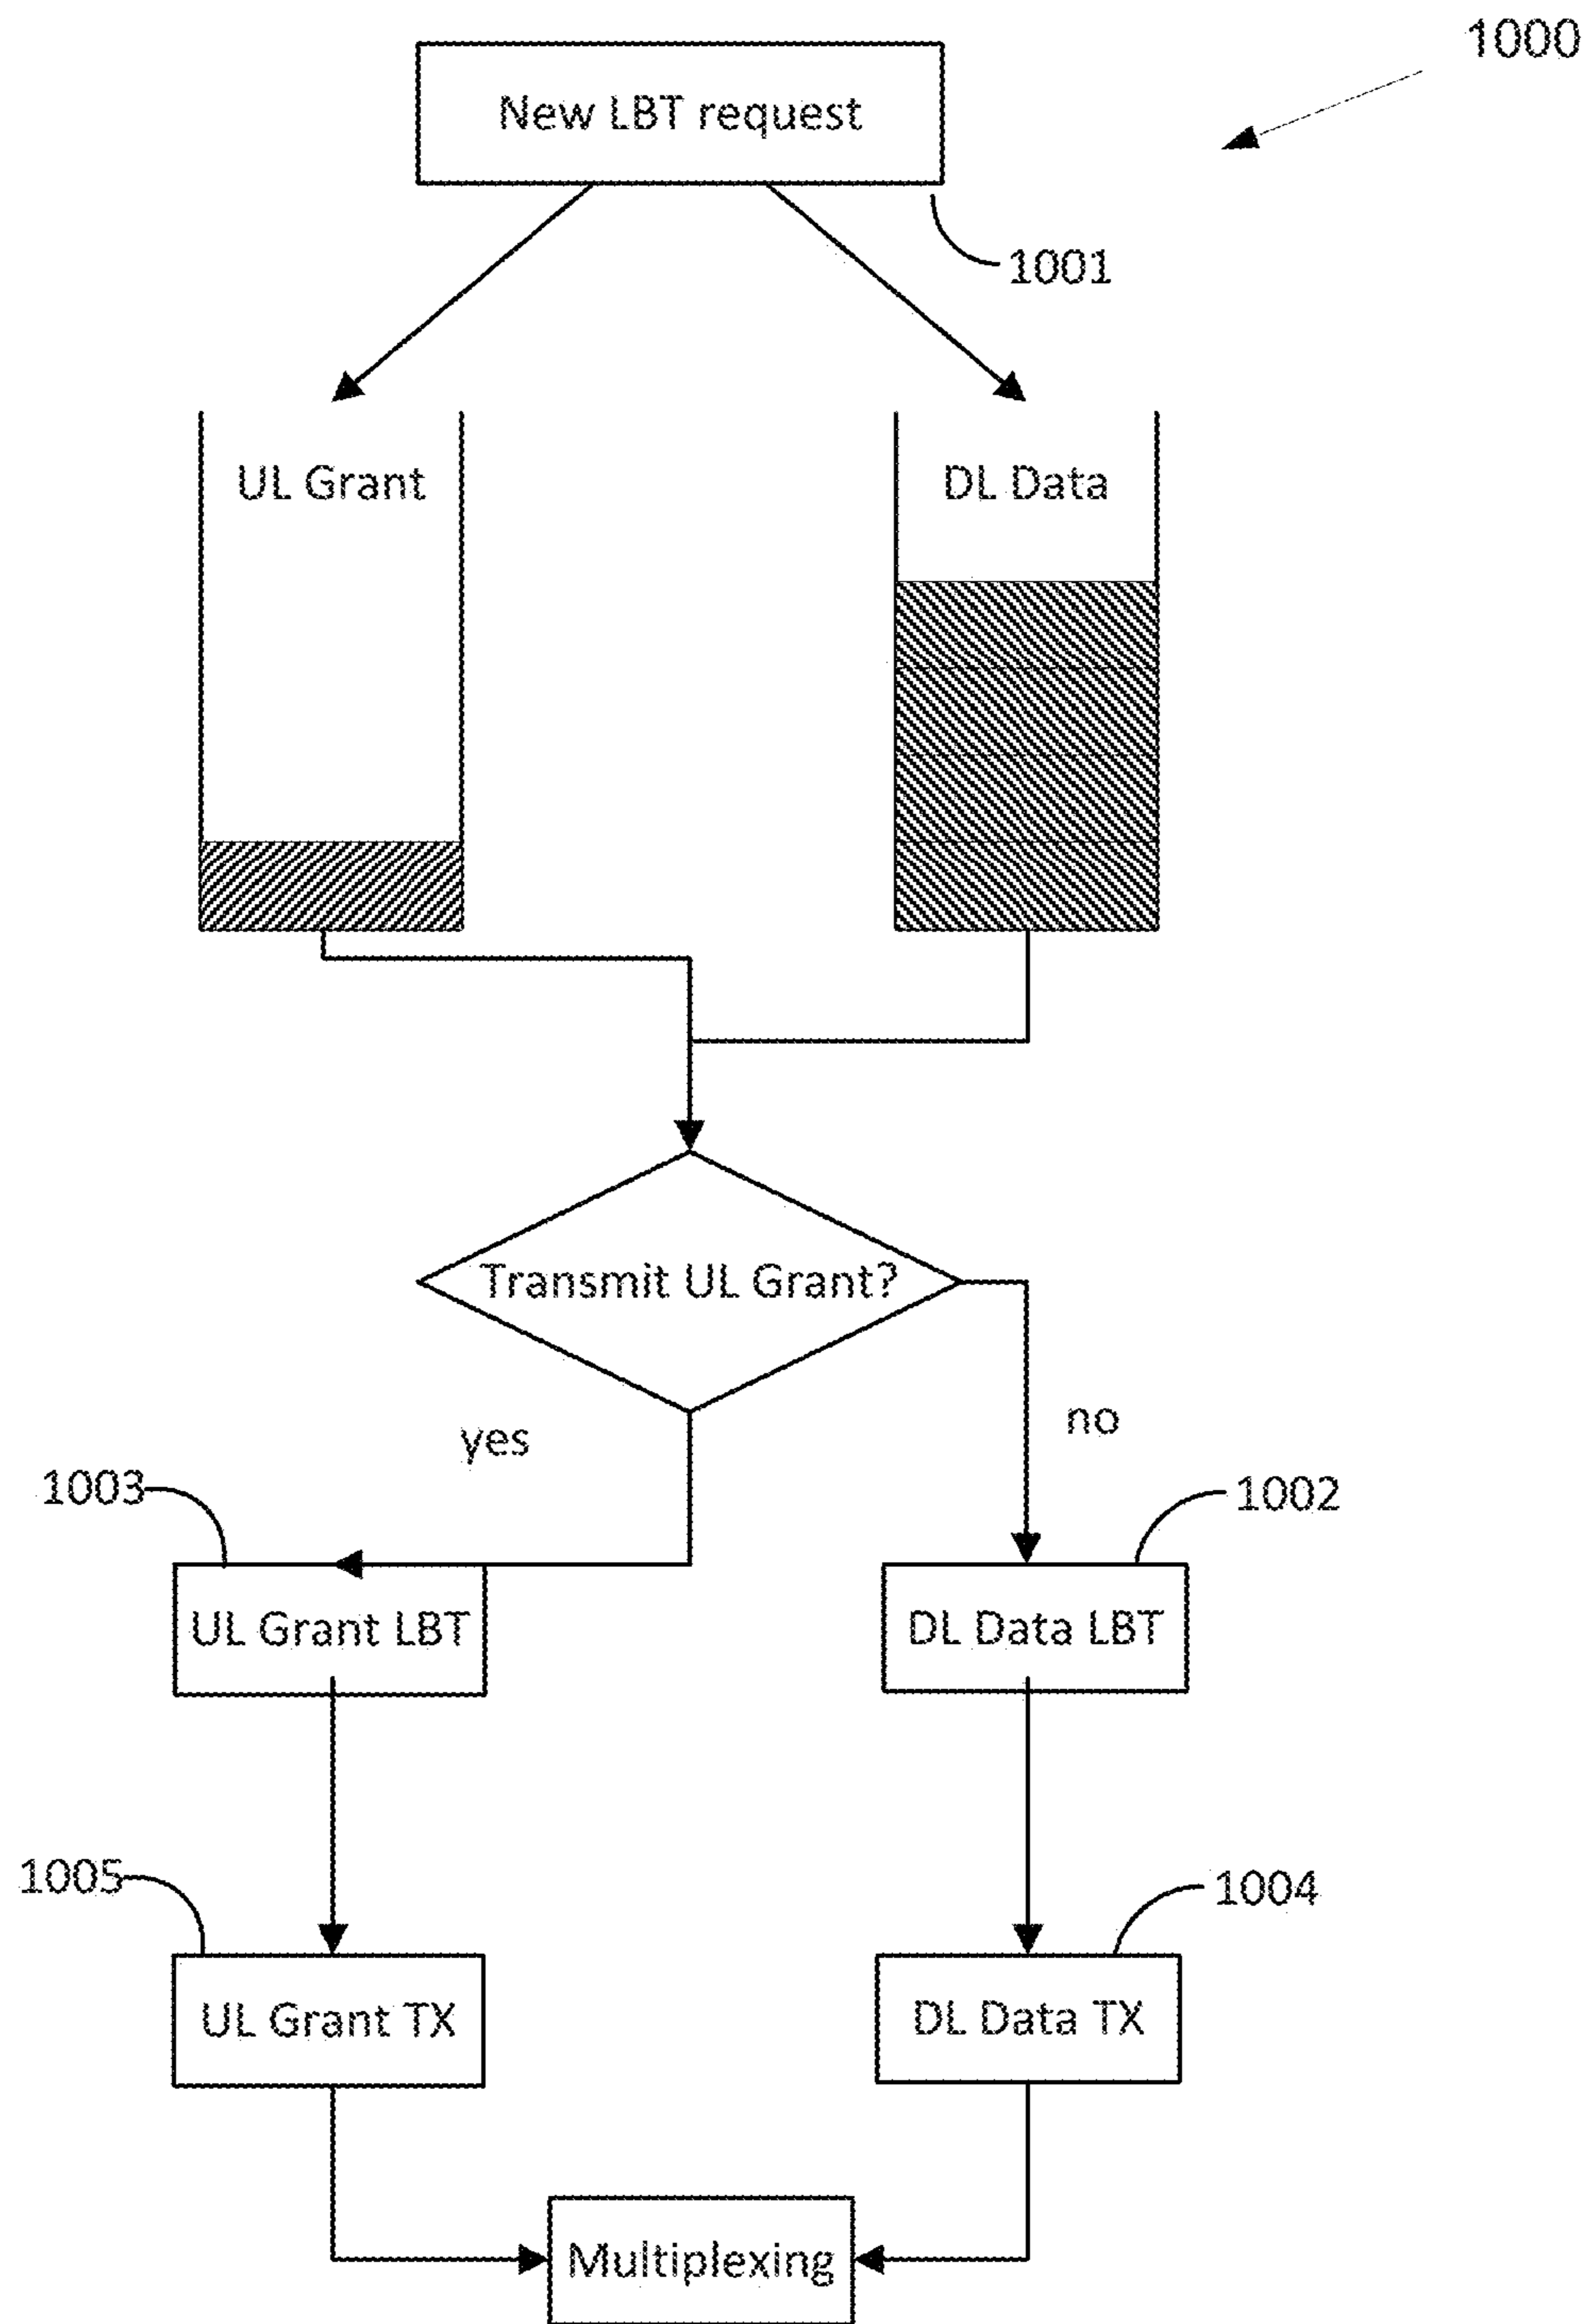 1000
New LBT request
1001
UL Grant
DL Data
Transmit UL Grant?
yes
no
1003
1002
UL Grant LBT
DL Data LBT
1005
1004
UL Grant TX
DL Data TX
Multiplexing